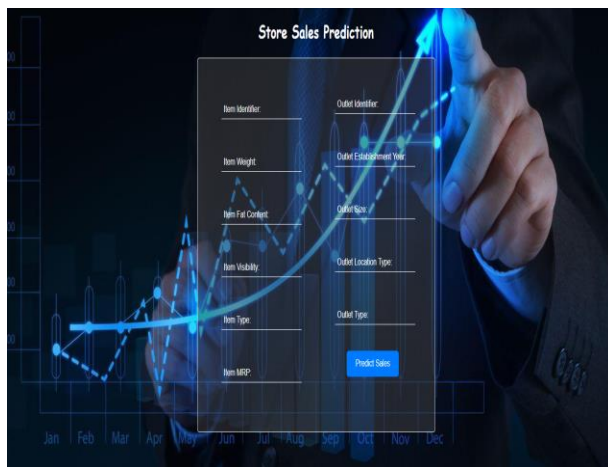 Store Sales Prediction
Item Identifier:
Item Weight:
Item Fat Content:
Item Visibility:
Item Type:
Item MRP:
Outlet Identifier:
Outlet Establishment Year:
Outlet Size:
Outlet Location Type:
Outlet Type:
Predict Sales
Jan Feb Mar Apr May Jun Jul Aug Sep Oct Nov Dec